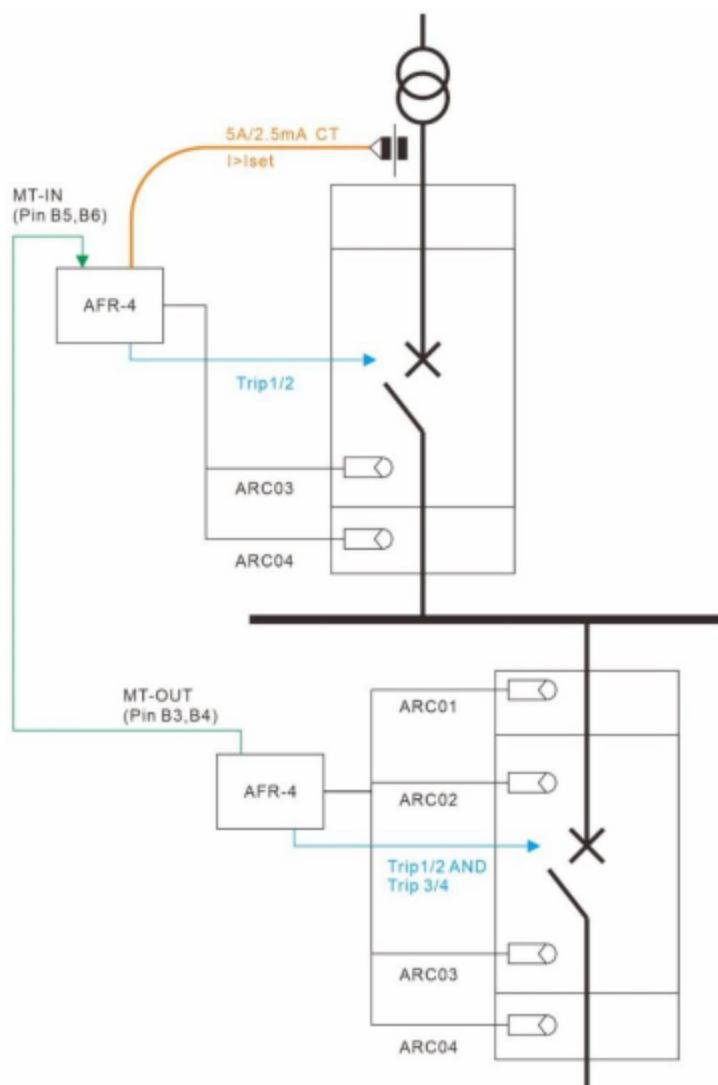 5A/2.5mA CT
I>Iset
MT-IN
(Pin B5,B6)
AFR-4
Trip1/2
ARC03
ARC04
MT-OUT
(Pin B3,B4)
ARC01
AFR-4
ARC02
Trip1/2 AND
Trip 3/4
ARC03
ARC04